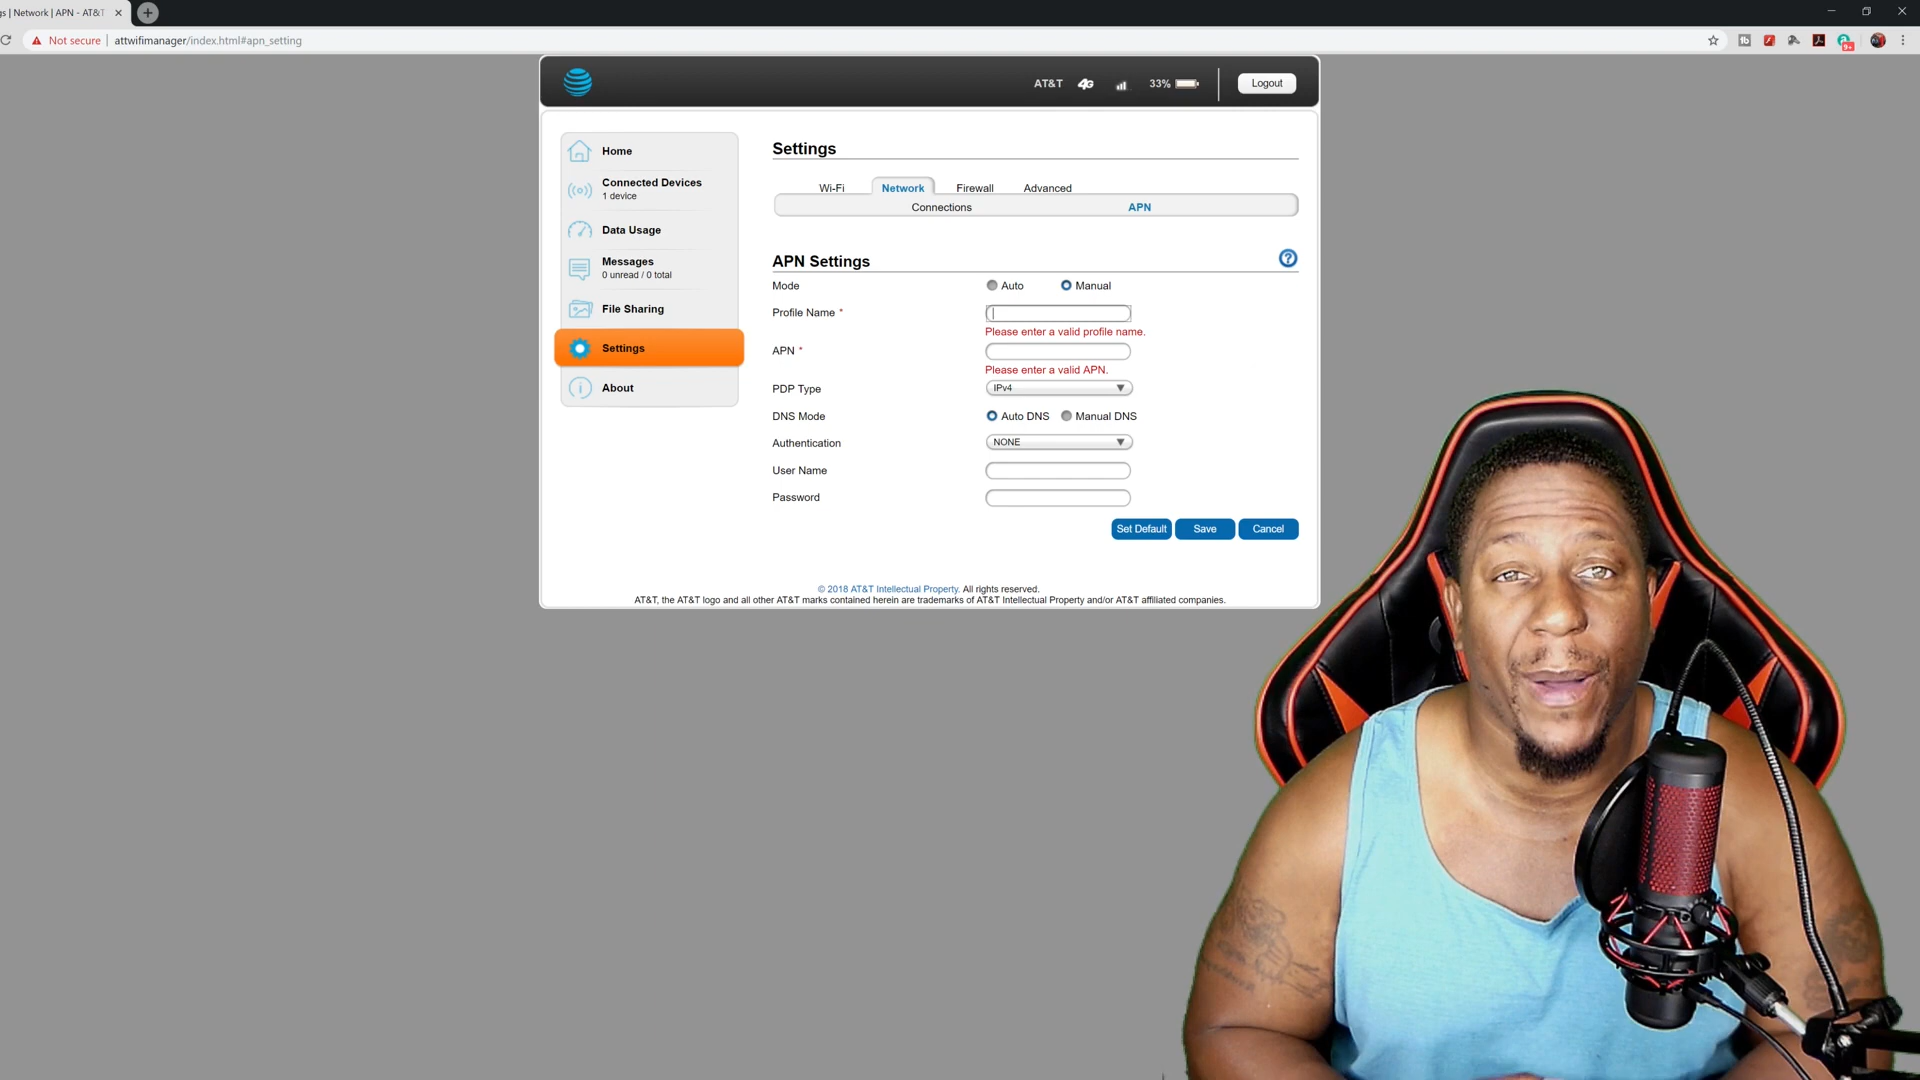 gs | Network | APN - AT&T
Not secure | attwifimanager/index.html#apn_setting
9+
AT&T 4G 33% Logout
Home
Connected Devices
1 device
Data Usage
Messages
0 unread / 0 total
File Sharing
Settings
About
Settings
Wi-Fi Network Firewall Advanced
Connections APN
APN Settings ?
Mode Auto Manual
Profile Name *
Please enter a valid profile name.
APN *
Please enter a valid APN.
PDP Type IPv4
DNS Mode Auto DNS Manual DNS
Authentication NONE
User Name
Password
Set Default Save Cancel
© 2018 AT&T Intellectual Property. All rights reserved.
AT&T, the AT&T logo and all other AT&T marks contained herein are trademarks of AT&T Intellectual Property and/or AT&T affiliated companies.